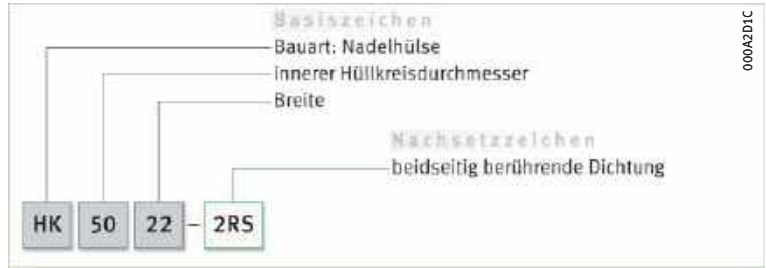 Basiszeichen
Bauart: Nadelhülse
innerer Hüllkreisdurchmesser
Breite
Nachsetzzeichen
beidseitig berührende Dichtung
HK 50 22 – 2RS
000A2D1C